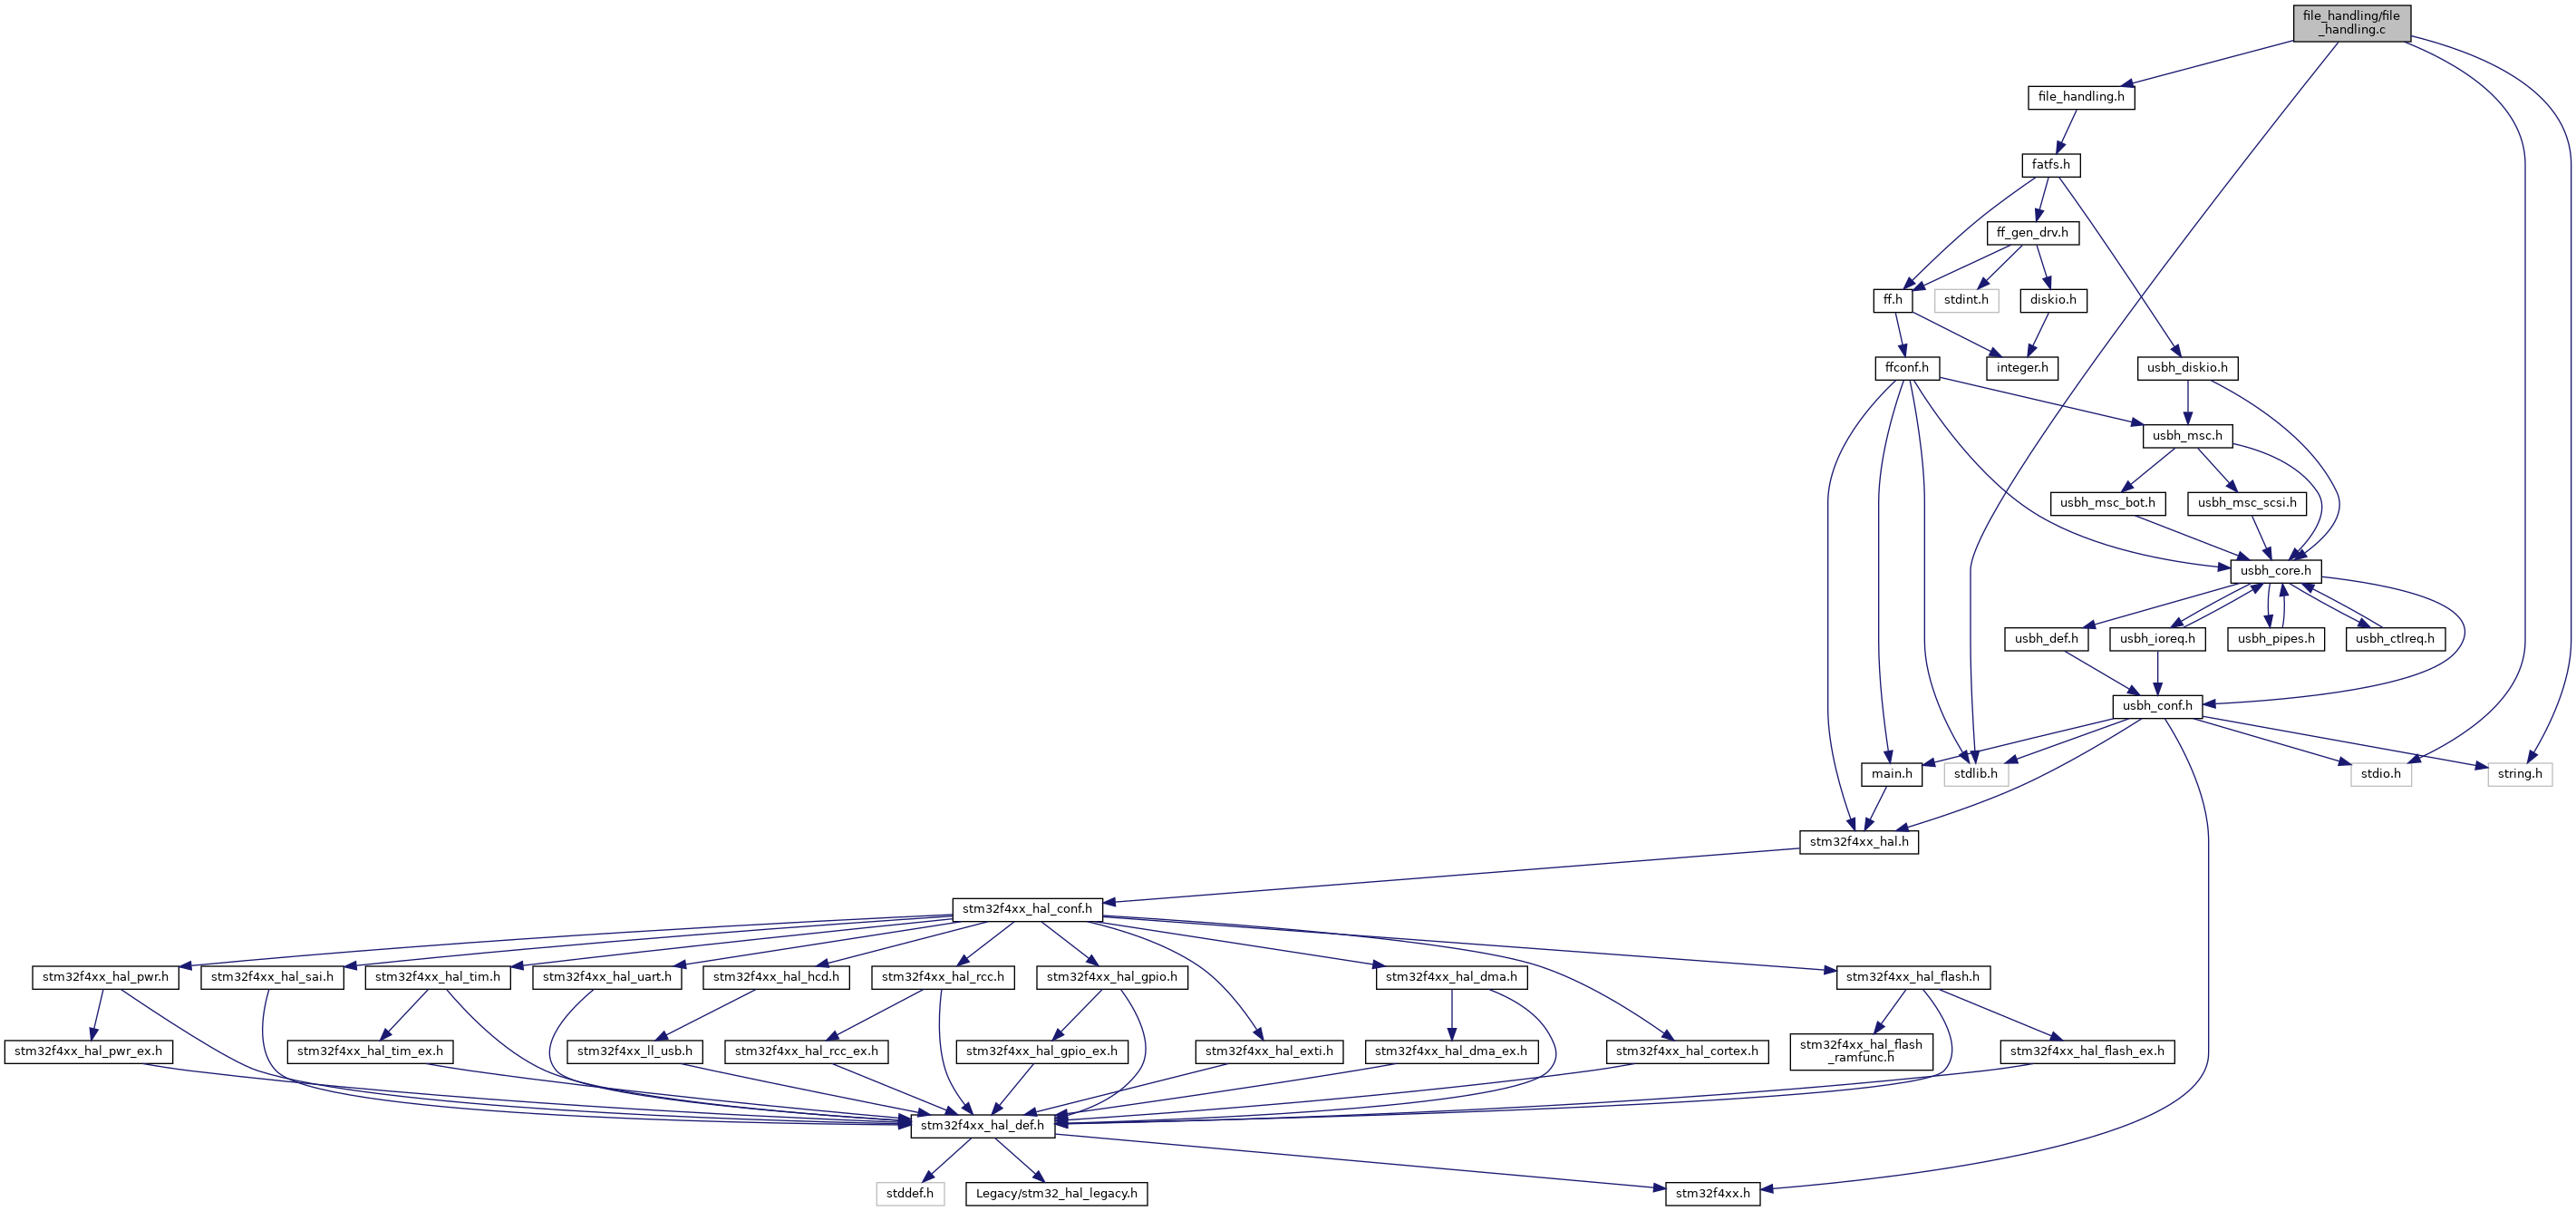 file_handling/file
_handling.c
file_handling.h
fatfs.h
ff_gen_drv.h
ff.h
stdint.h
diskio.h
ffconf.h
integer.h
usbh_diskio.h
usbh_msc.h
usbh_msc_bot.h
usbh_msc_scsi.h
usbh_core.h
usbh_def.h
usbh_ioreq.h
usbh_pipes.h
usbh_ctlreq.h
usbh_conf.h
main.h
stdlib.h
stdio.h
string.h
stm32f4xx_hal.h
stm32f4xx_hal_conf.h
stm32f4xx_hal_pwr.h
stm32f4xx_hal_sai.h
stm32f4xx_hal_tim.h
stm32f4xx_hal_uart.h
stm32f4xx_hal_hcd.h
stm32f4xx_hal_rcc.h
stm32f4xx_hal_gpio.h
stm32f4xx_hal_dma.h
stm32f4xx_hal_flash.h
stm32f4xx_hal_pwr_ex.h
stm32f4xx_hal_tim_ex.h
stm32f4xx_ll_usb.h
stm32f4xx_hal_rcc_ex.h
stm32f4xx_hal_gpio_ex.h
stm32f4xx_hal_exti.h
stm32f4xx_hal_dma_ex.h
stm32f4xx_hal_cortex.h
stm32f4xx_hal_flash
_ramfunc.h
stm32f4xx_hal_flash_ex.h
stm32f4xx_hal_def.h
stddef.h
Legacy/stm32_hal_legacy.h
stm32f4xx.h